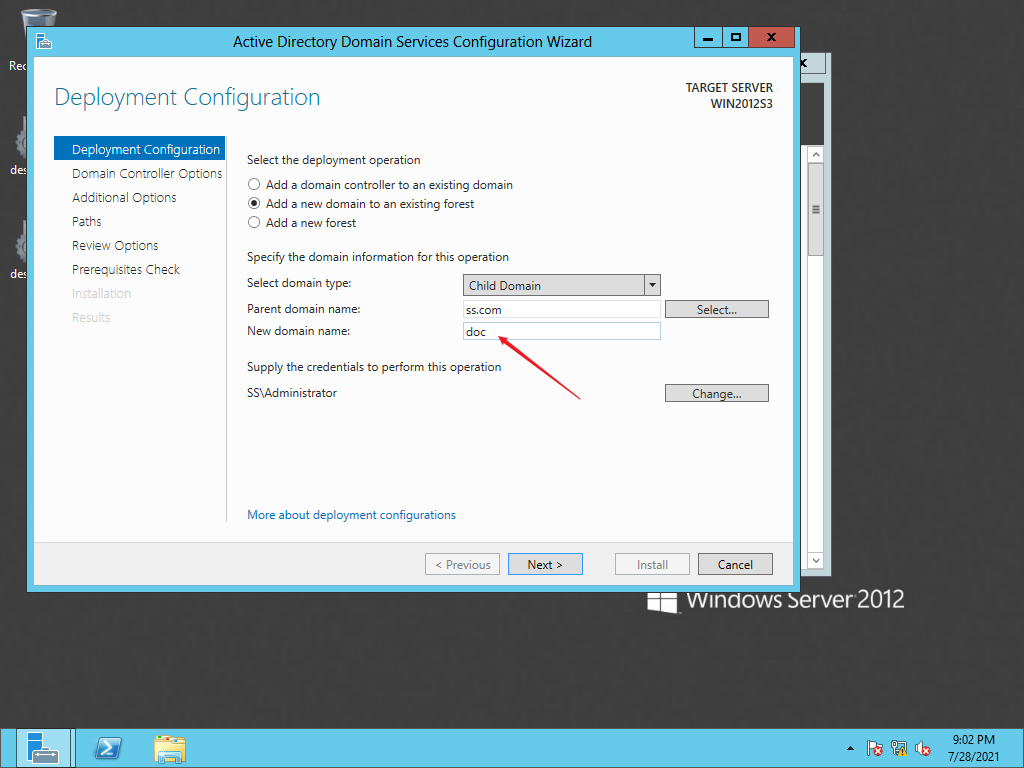 Rec
des
des
Active Directory Domain Services Configuration Wizard
Deployment Configuration
TARGET SERVER
WIN2012S3
Deployment Configuration
Domain Controller Options
Additional Options
Paths
Review Options
Prerequisites Check
Installation
Results
Select the deployment operation
Add a domain controller to an existing domain
Add a new domain to an existing forest
Add a new forest
Specify the domain information for this operation
Select domain type: Child Domain
Parent domain name: ss.com Select...
New domain name: doc
Supply the credentials to perform this operation
SS\Administrator Change...
More about deployment configurations
< Previous Next > Install Cancel
Windows Server 2012
9:02 PM
7/28/2021